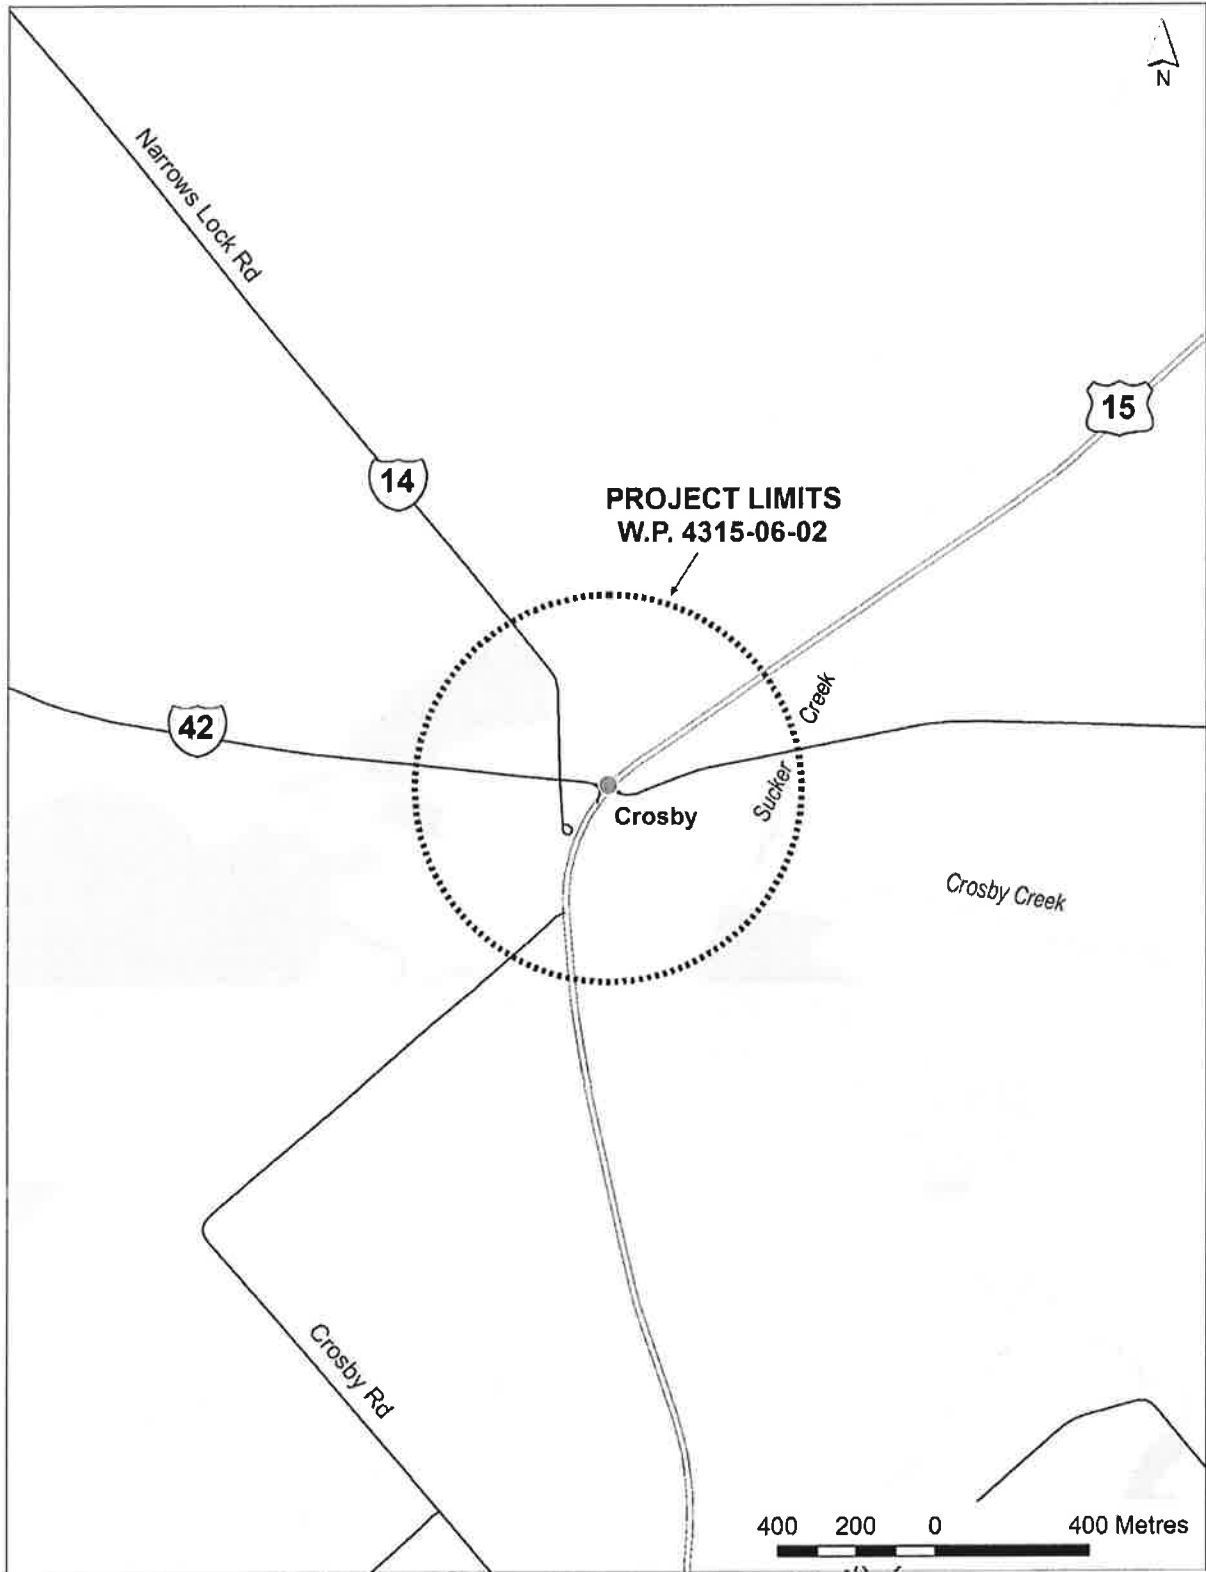 N
Narrows Lock Rd
15
14
PROJECT LIMITS
W.P. 4315-06-02
Creek
42
Sucker
Crosby
Crosby Creek
Crosby Rd
400 200 0 400 Metres